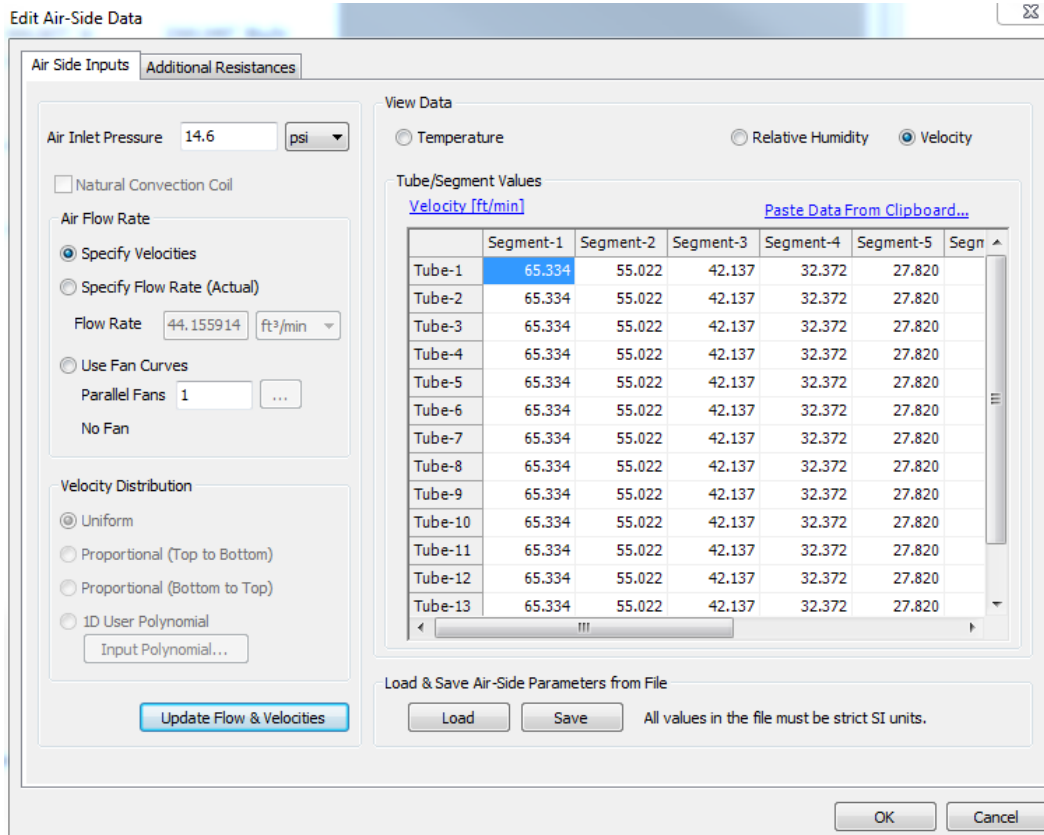 Edit Air-Side Data
Air Side Inputs
Additional Resistances
Air Inlet Pressure 14.6 psi
Natural Convection Coil
Air Flow Rate
Specify Velocities
Specify Flow Rate (Actual)
Flow Rate 44.155914 ft³/min
Use Fan Curves
Parallel Fans 1 ...
No Fan
Velocity Distribution
Uniform
Proportional (Top to Bottom)
Proportional (Bottom to Top)
1D User Polynomial
Input Polynomial...
Update Flow & Velocities
View Data
Temperature Relative Humidity Velocity
Tube/Segment Values
Velocity [ft/min] Paste Data From Clipboard...
Segment-1 Segment-2 Segment-3 Segment-4 Segment-5 Segn
Tube-1 65.334 55.022 42.137 32.372 27.820
Tube-2 65.334 55.022 42.137 32.372 27.820
Tube-3 65.334 55.022 42.137 32.372 27.820
Tube-4 65.334 55.022 42.137 32.372 27.820
Tube-5 65.334 55.022 42.137 32.372 27.820
Tube-6 65.334 55.022 42.137 32.372 27.820
Tube-7 65.334 55.022 42.137 32.372 27.820
Tube-8 65.334 55.022 42.137 32.372 27.820
Tube-9 65.334 55.022 42.137 32.372 27.820
Tube-10 65.334 55.022 42.137 32.372 27.820
Tube-11 65.334 55.022 42.137 32.372 27.820
Tube-12 65.334 55.022 42.137 32.372 27.820
Tube-13 65.334 55.022 42.137 32.372 27.820
Load & Save Air-Side Parameters from File
Load Save All values in the file must be strict SI units.
OK Cancel